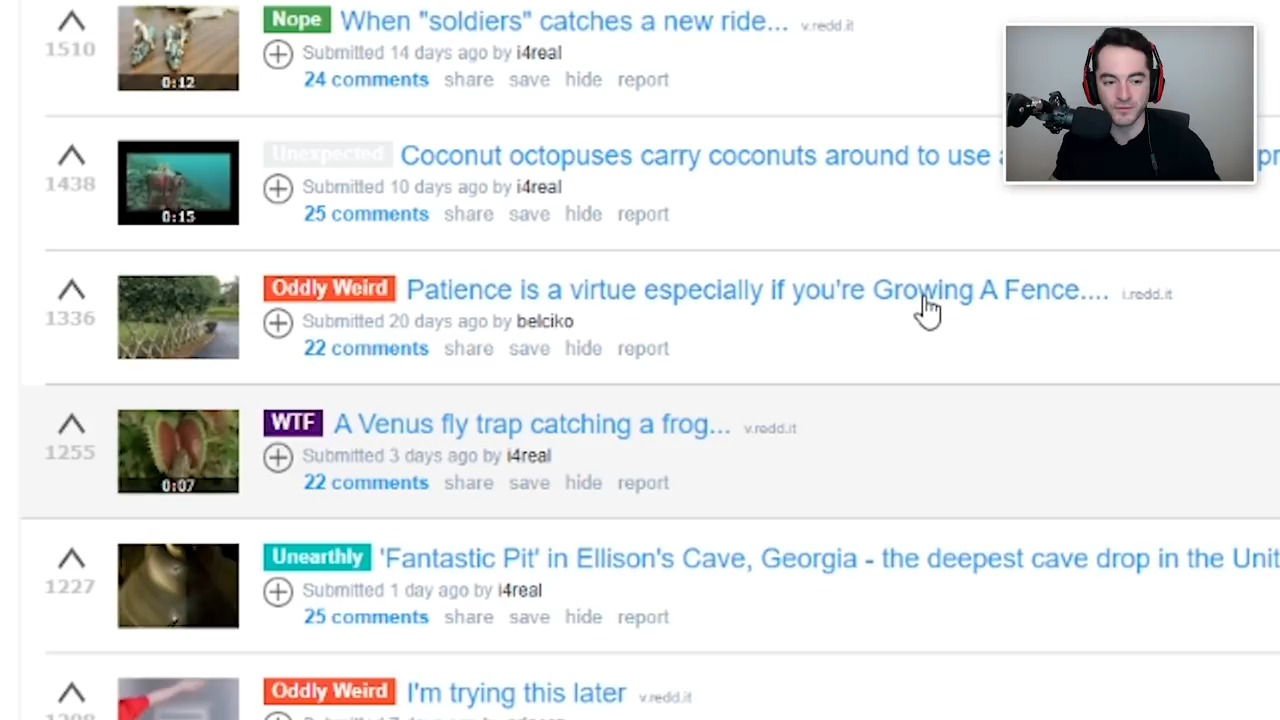 Nope When "soldiers" catches a new ride... v.redd.it
1510
Submitted 14 days ago by i4real
0:12
24 comments share save hide report
Unexpected Coconut octopuses carry coconuts around to use
1438
Submitted 10 days ago by i4real
0:15
25 comments share save hide report
Oddly Weird Patience is a virtue especially if you're Growing A Fence.... i.redd.it
1336
Submitted 20 days ago by belciko
22 comments share save hide report
WTF A Venus fly trap catching a frog... v.redd.it
1255
Submitted 3 days ago by i4real
0:07
22 comments share save hide report
Unearthly 'Fantastic Pit' in Ellison's Cave, Georgia - the deepest cave drop in the Unit
1227
Submitted 1 day ago by i4real
25 comments share save hide report
Oddly Weird I'm trying this later v.redd.it